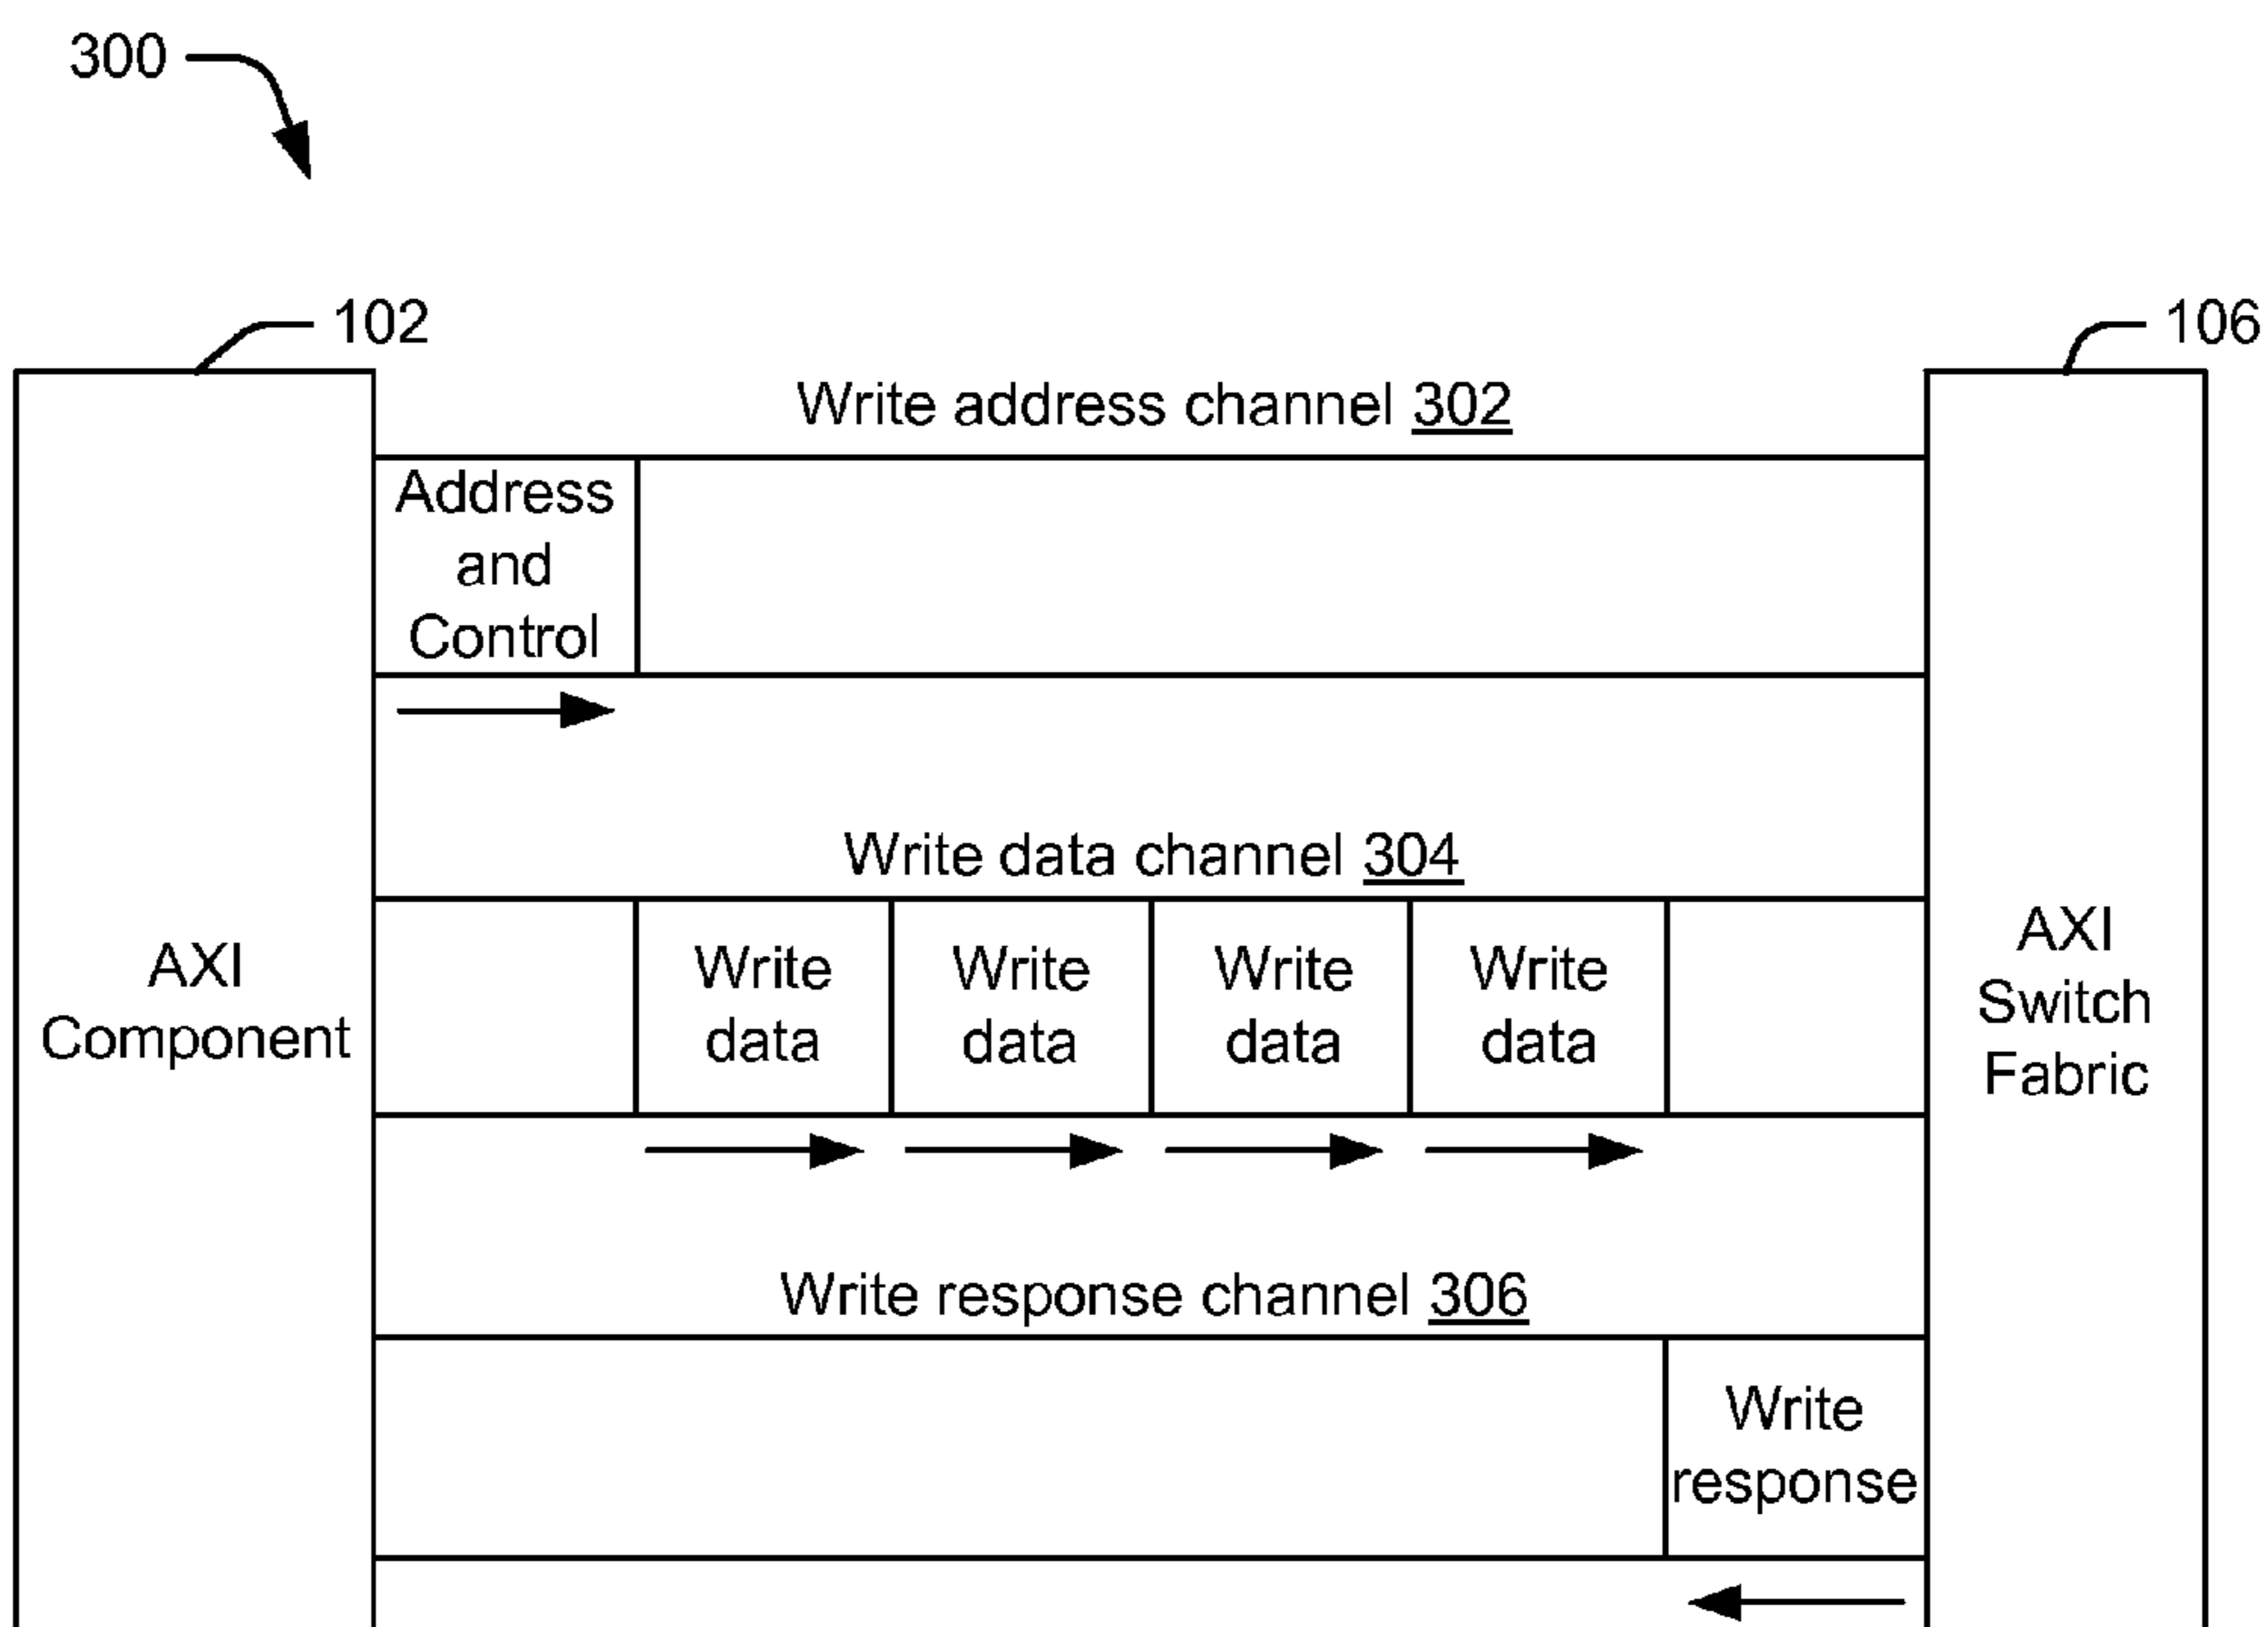 300
102
106
Write address channel 302
Address
and
Control
Write data channel 304
AXI
Component
Write
data
Write
data
Write
data
Write
data
AXI
Switch
Fabric
Write response channel 306
Write
response